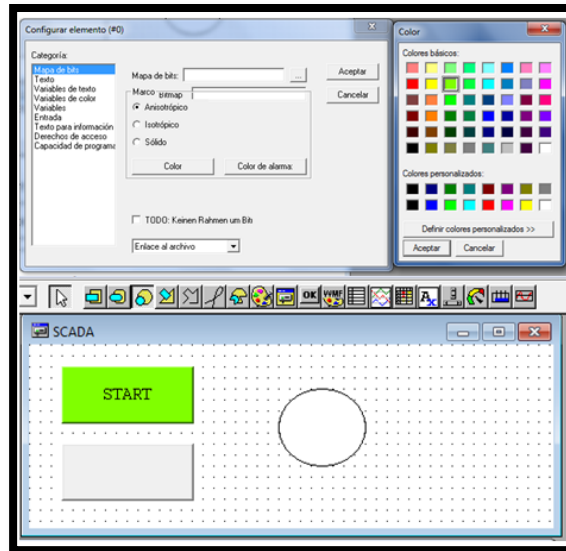 Configurar elemento (#0)
Categoría:
Mapa de bits
Texto
Variables de texto
Variables de color
Variables
Entrada
Texto para información
Derechos de acceso
Capacidad de programa
Mapa de bits:
...
Marco
Bitmap
Anisotrópico
Isotrópico
Sólido
Color
Color de alarma:
TODO: Keinen Rahmen um Bit
Enlace al archivo
Aceptar
Cancelar
Color
Colores básicos:
Colores personalizados:
Definir colores personalizados >>
Aceptar
Cancelar
OK
WMF
SCADA
START